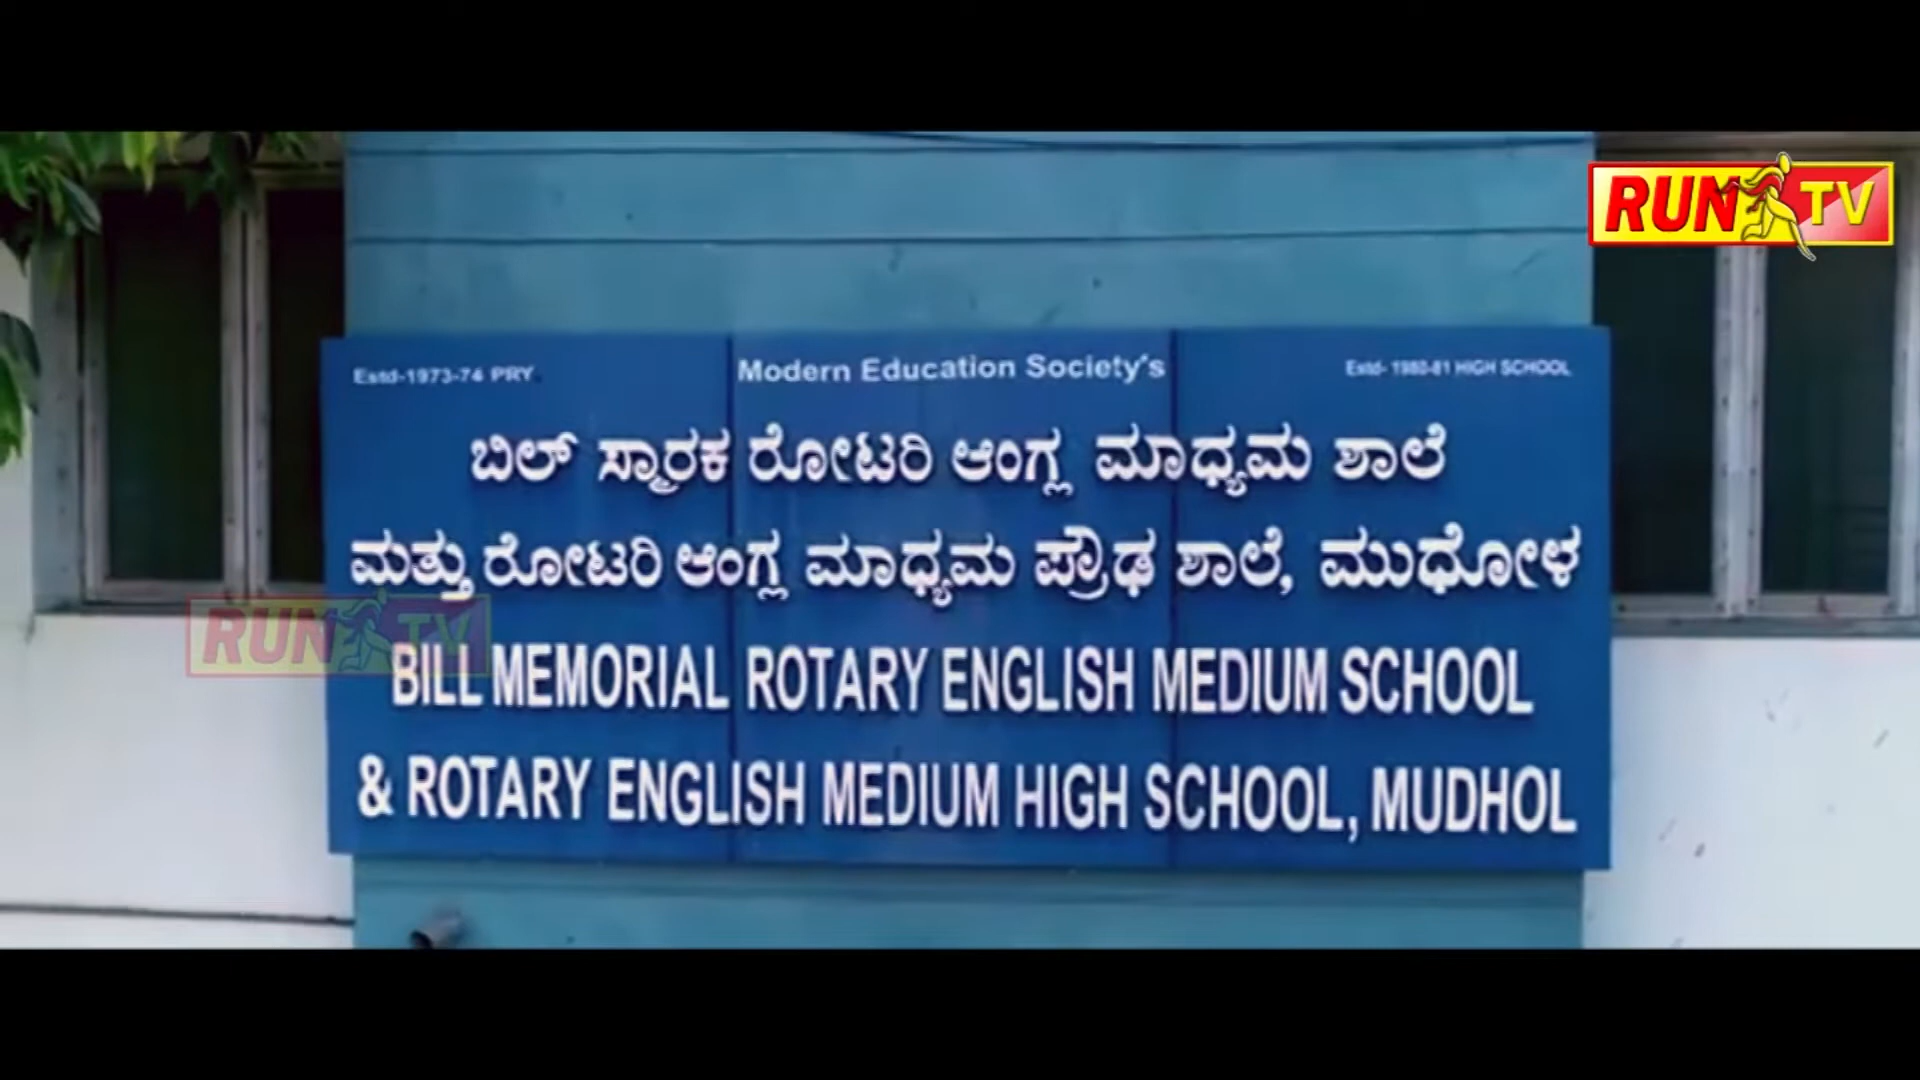 RUN TV
Estd-1973-74 PRY.
Modern Education Society's
Estd- 1980-81 HIGH SCHOOL
ಬಿಲ್ ಸ್ಮಾರಕ ರೋಟರಿ ಆಂಗ್ಲ ಮಾಧ್ಯಮ ಶಾಲೆ
ಮತ್ತು ರೋಟರಿ ಆಂಗ್ಲ ಮಾಧ್ಯಮ ಪ್ರೌಢ ಶಾಲೆ, ಮುಧೋಳ
RUN TV
BILL MEMORIAL ROTARY ENGLISH MEDIUM SCHOOL
& ROTARY ENGLISH MEDIUM HIGH SCHOOL, MUDHOL